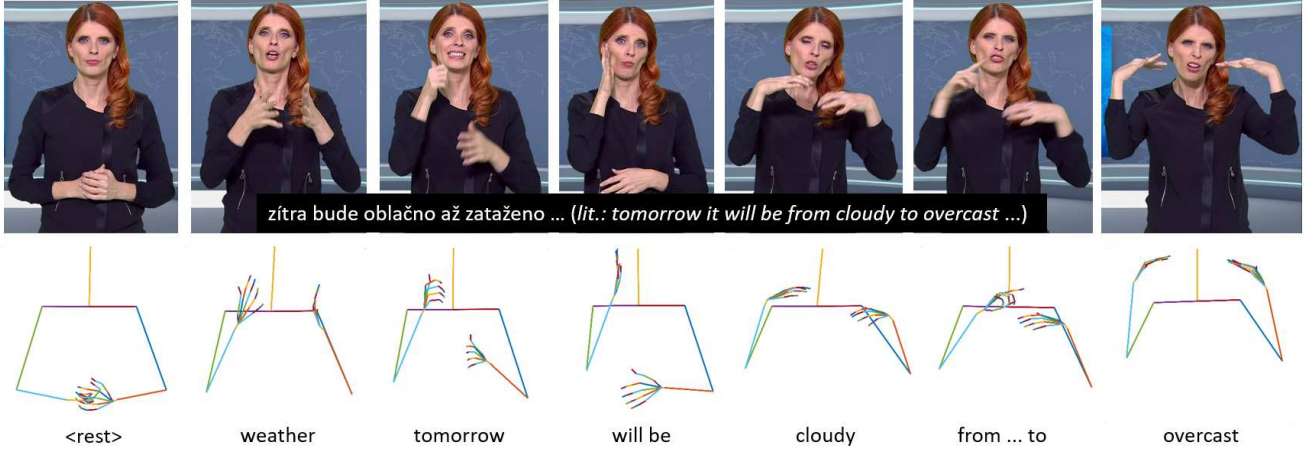 zítra bude oblačno až zataženo ... (lit.: tomorrow it will be from cloudy to overcast ...)
<rest> weather tomorrow will be cloudy from ... to overcast